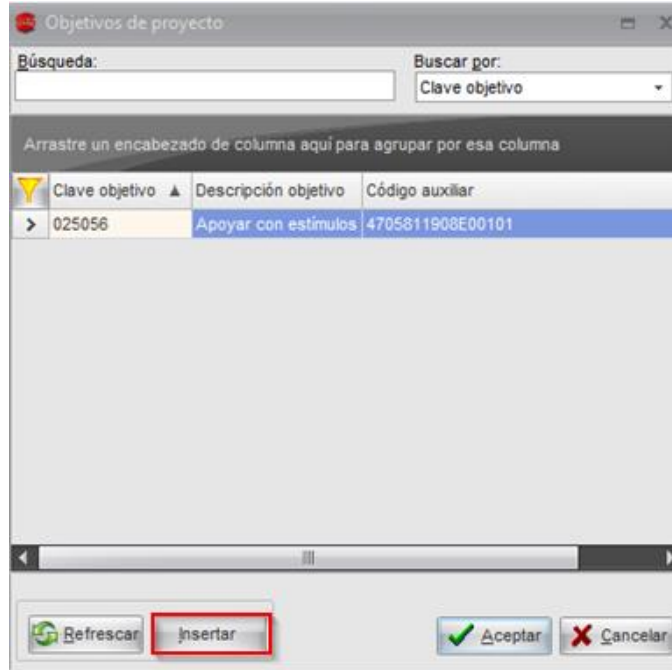 Objetivos de proyecto
Búsqueda:
Buscar por:
Clave objetivo
Arrastre un encabezado de columna aquí para agrupar por esa columna
Clave objetivo Descripción objetivo Código auxiliar
025056 Apoyar con estímulos 4705811908E00101
Refrescar Insertar Aceptar Cancelar